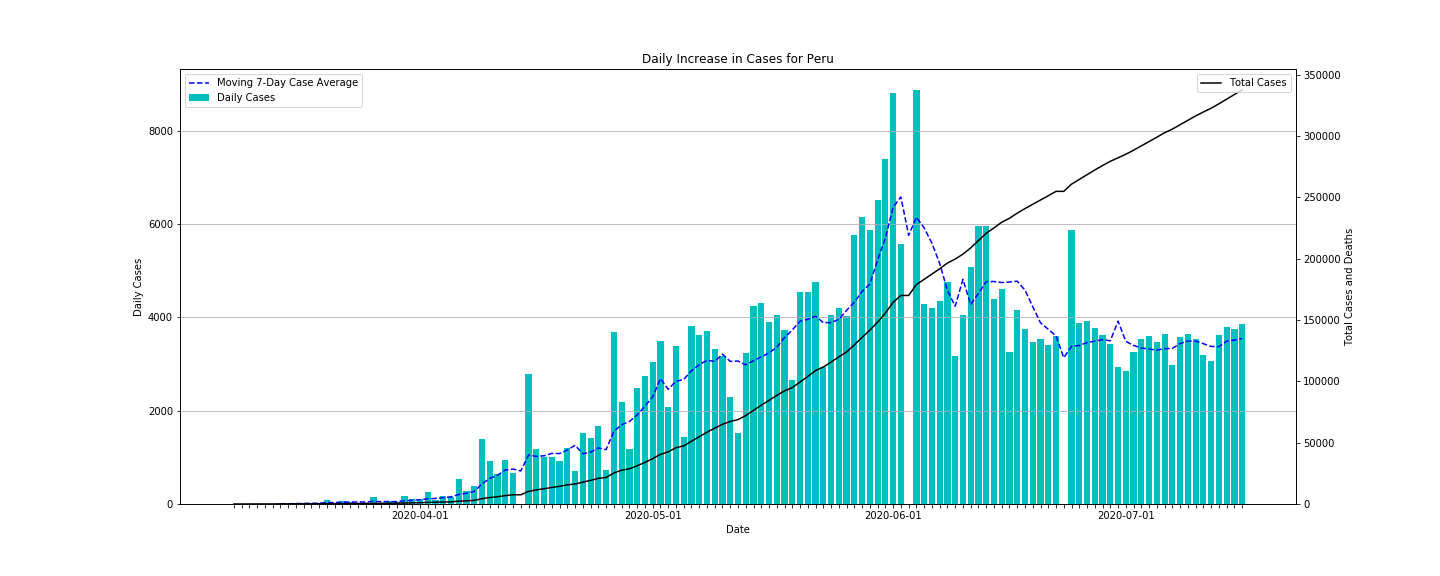 Daily Increase in Cases for Peru
Moving 7-Day Case Average
Daily Cases
Total Cases
8000
6000
4000
2000
0
Daily Cases
350000
300000
250000
200000
150000
100000
50000
0
Total Cases and Deaths
2020-04-01
2020-05-01
2020-06-01
2020-07-01
Date